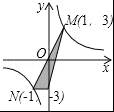 y
M(1, 3)
O
x
N(-1, -3)